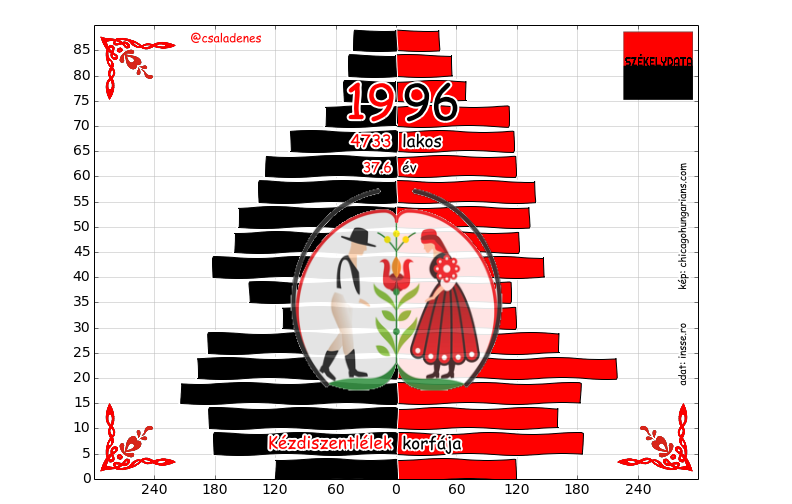 @csaladenes
SZÉKELYDATA
1996
4733 lakos
37.6 év
kép: chicagohungarians.com
adat: insse.ro
Kézdiszentlélek korfája
85
80
75
70
65
60
55
50
45
40
35
30
25
20
15
10
5
0
240 180 120 60 0 60 120 180 240